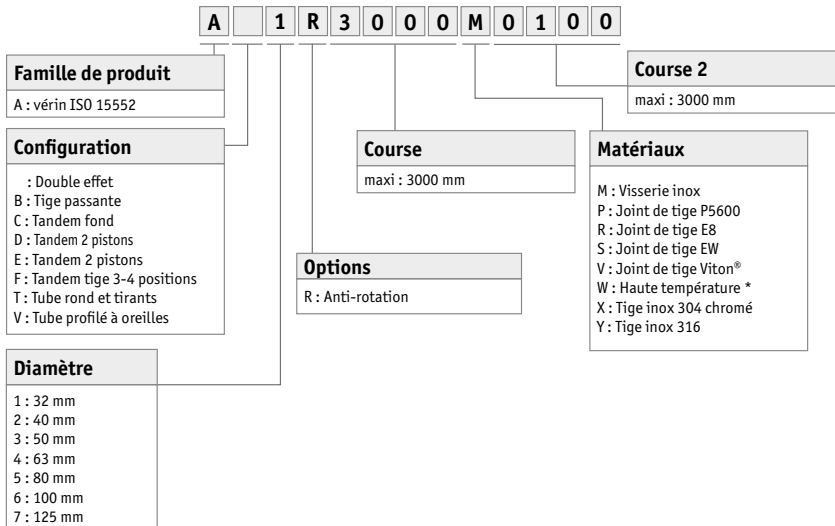 A 1 R 3 0 0 0 M 0 1 0 0
Famille de produit
A : vérin ISO 15552
Configuration
: Double effet
B : Tige passante
C : Tandem fond
D : Tandem 2 pistons
E : Tandem 2 pistons
F : Tandem tige 3-4 positions
T : Tube rond et tirants
V : Tube profilé à oreilles
Diamètre
1 : 32 mm
2 : 40 mm
3 : 50 mm
4 : 63 mm
5 : 80 mm
6 : 100 mm
7 : 125 mm
Options
R : Anti-rotation
Course
maxi : 3000 mm
Matériaux
M : Visserie inox
P : Joint de tige P5600
R : Joint de tige E8
S : Joint de tige EW
V : Joint de tige Viton®
W : Haute température *
X : Tige inox 304 chromé
Y : Tige inox 316
Course 2
maxi : 3000 mm